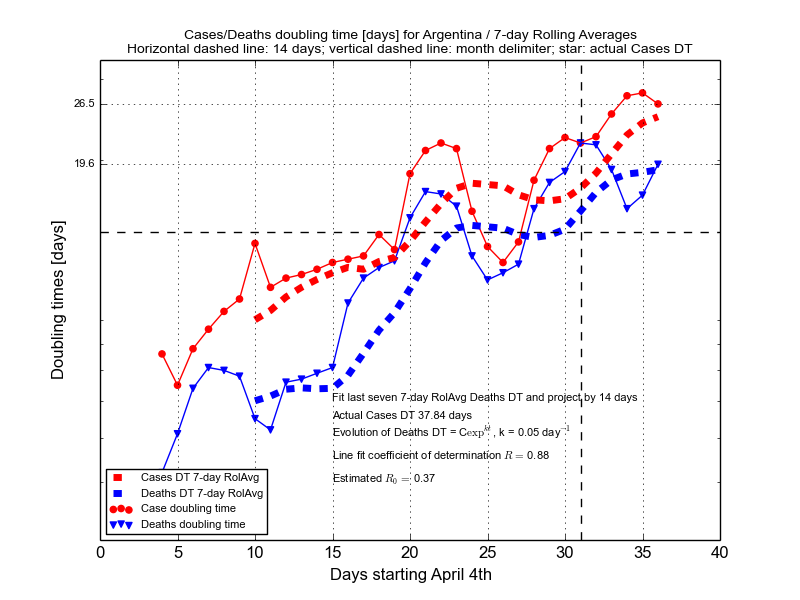 Cases/Deaths doubling time [days] for Argentina / 7-day Rolling Averages
Horizontal dashed line: 14 days; vertical dashed line: month delimiter; star: actual Cases DT
26.5
19.6
Doubling times [days]
Fit last seven 7-day RolAvg Deaths DT and project by 14 days
Actual Cases DT 37.84 days
Evolution of Deaths DT = Cexp^{kt}, k = 0.05 day^{−1}
Line fit coefficient of determination R = 0.88
Estimated R_0 = 0.37
Cases DT 7-day RolAvg
Deaths DT 7-day RolAvg
Case doubling time
Deaths doubling time
0 5 10 15 20 25 30 35 40
Days starting April 4th